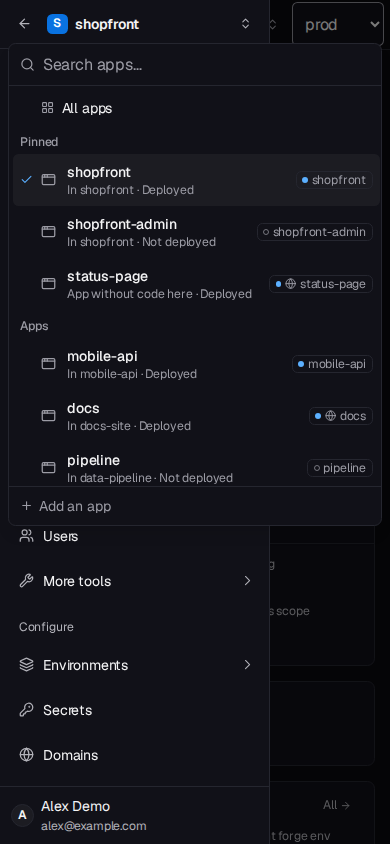 S shopfront
prod
Search apps...
All apps
Pinned
shopfront
In shopfront · Deployed
shopfront
shopfront-admin
In shopfront · Not deployed
shopfront-admin
status-page
App without code here · Deployed
status-page
Apps
mobile-api
In mobile-api · Deployed
mobile-api
docs
In docs-site · Deployed
docs
pipeline
In data-pipeline · Not deployed
pipeline
Add an app
Users
More tools
Configure
Environments
Secrets
Domains
A
Alex Demo
alex@example.com
g
s scope
All →
t forge env